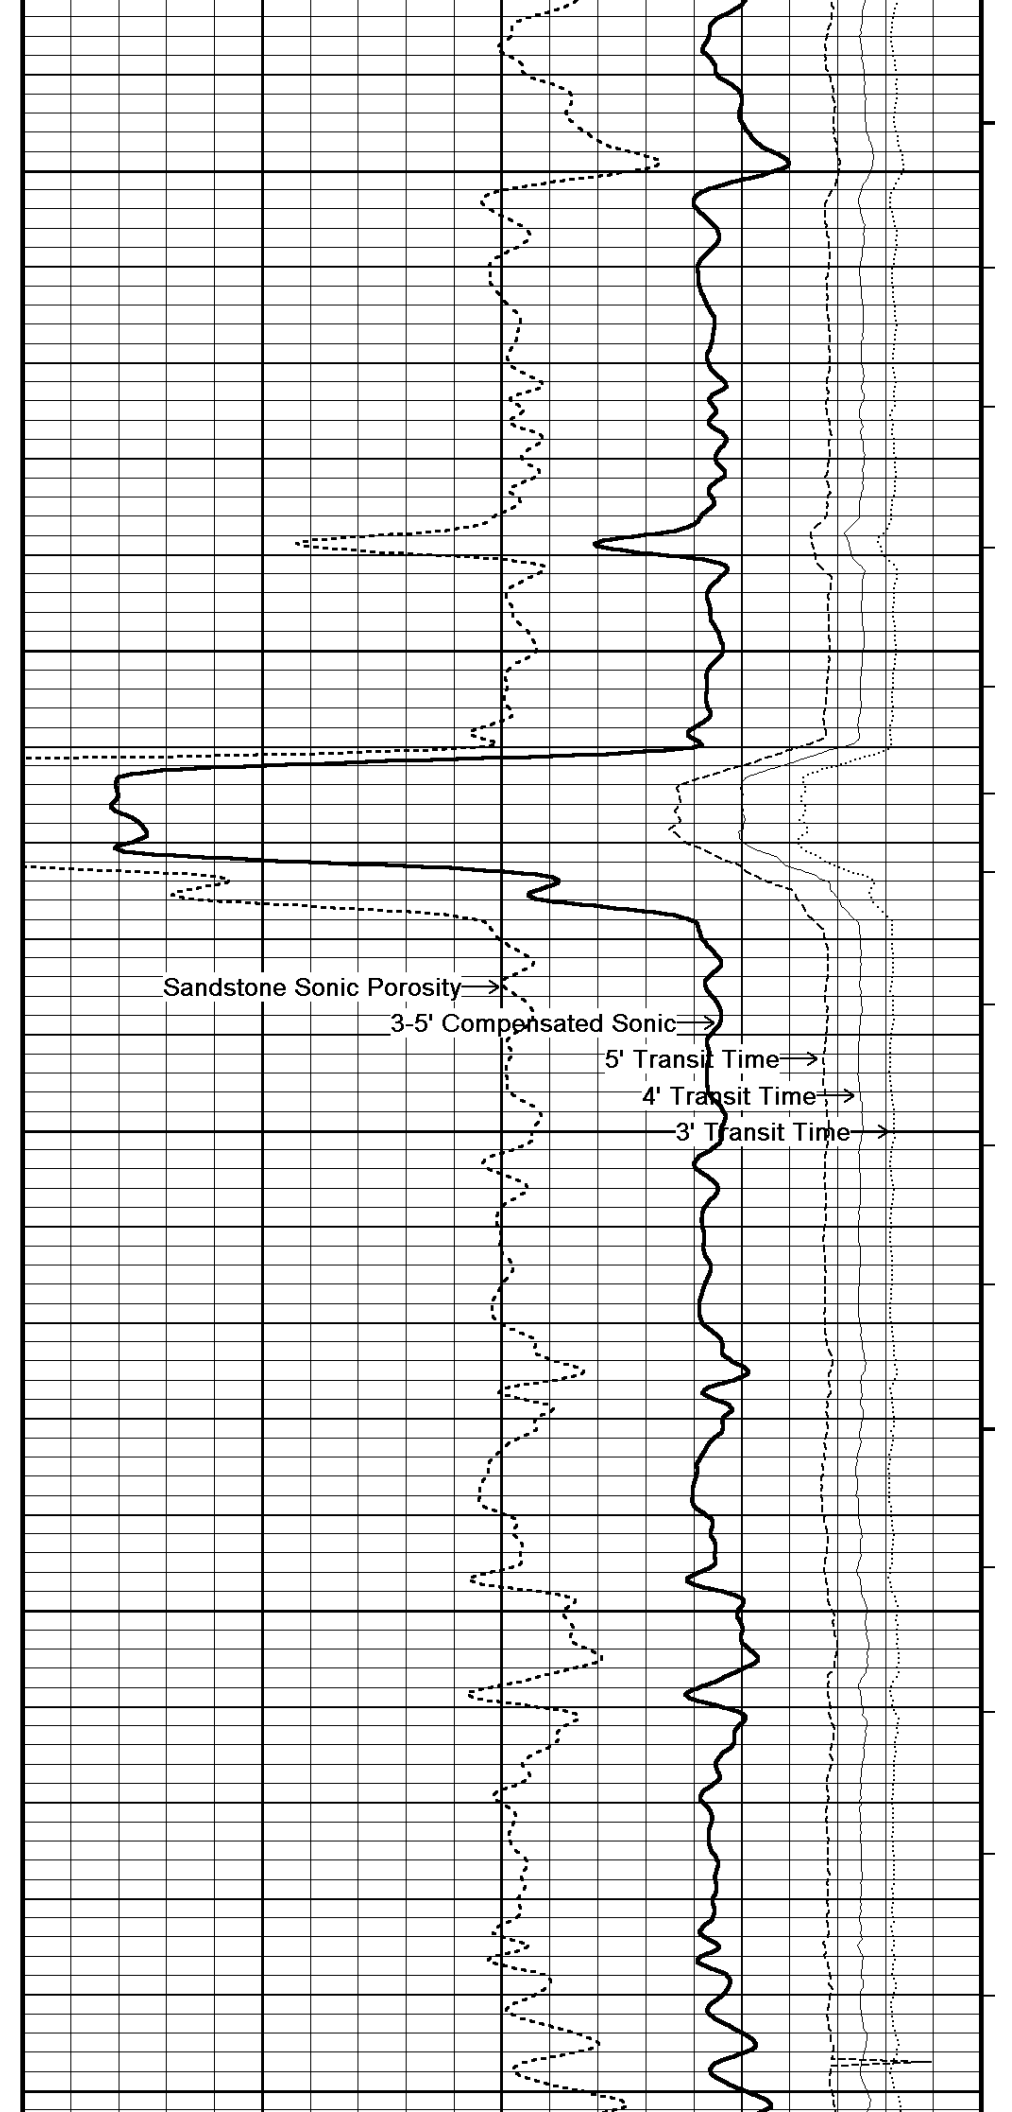 Sandstone Sonic Porosity
3-5' Compensated Sonic
5' Transit Time
4' Transit Time
3' Transit Time